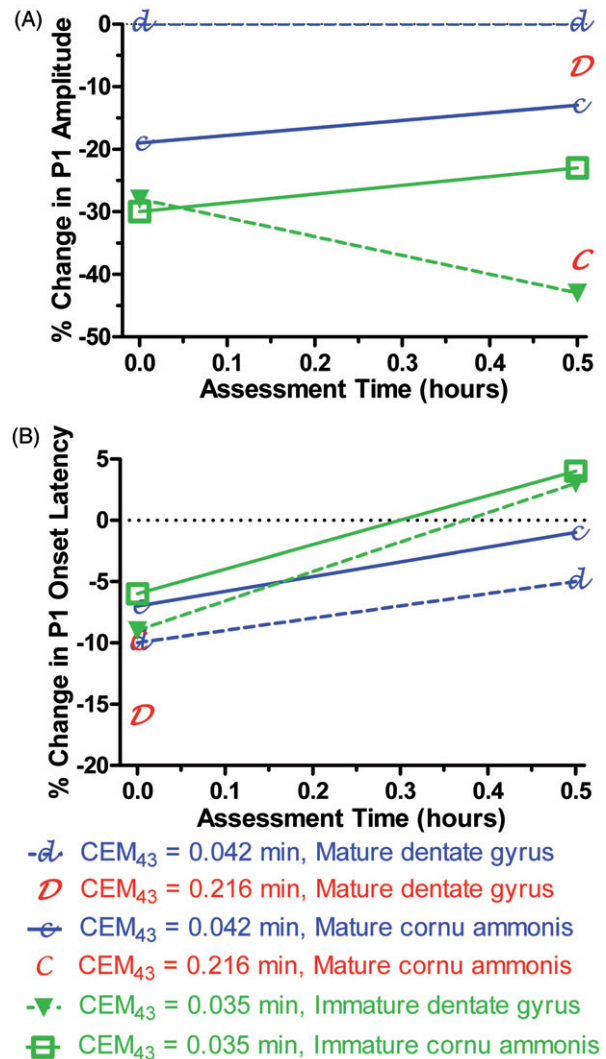 (A)
% Change in P1 Amplitude
0
-10
-20
-30
-40
-50
d
d
D
c
c
C
0.0 0.1 0.2 0.3 0.4 0.5
Assessment Time (hours)
(B)
% Change in P1 Onset Latency
5
0
-5
-10
-15
-20
c
c
d
d
C
D
0.0 0.1 0.2 0.3 0.4 0.5
Assessment Time (hours)
d CEM43 = 0.042 min, Mature dentate gyrus
D CEM43 = 0.216 min, Mature dentate gyrus
c CEM43 = 0.042 min, Mature cornu ammonis
C CEM43 = 0.216 min, Mature cornu ammonis
CEM43 = 0.035 min, Immature dentate gyrus
CEM43 = 0.035 min, Immature cornu ammonis